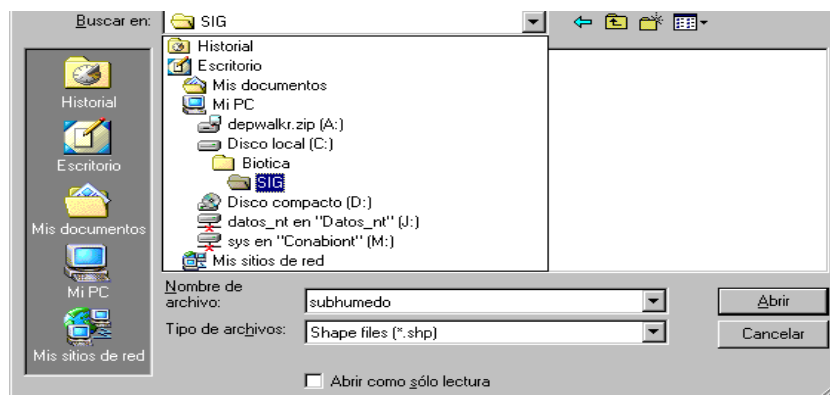 Buscar en:
SIG
Historial
Escritorio
Mis documentos
Mi PC
depwalkr.zip (A:)
Disco local (C:)
Biotica
SIG
Disco compacto (D:)
datos_nt en "Datos_nt" (J:)
sys en "Conabiont" (M:)
Mis sitios de red
Historial
Escritorio
Mis documentos
Mi PC
Mis sitios de red
Nombre de
archivo:
subhumedo
Abrir
Tipo de archivos:
Shape files (*.shp)
Cancelar
Abrir como sólo lectura